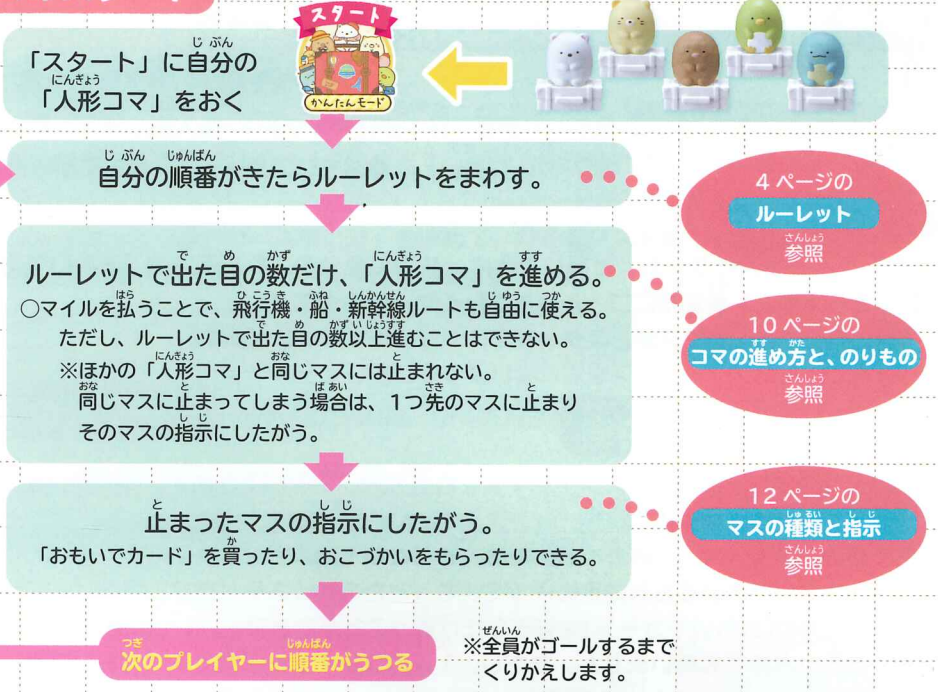 スタート
かんたんモード
「スタート」に自分の
「人形コマ」をおく
自分の順番がきたらルーレットをまわす。
4ページの
ルーレット
参照
ルーレットで出た目の数だけ、「人形コマ」を進める。
○マイルを払うことで、飛行機・船・新幹線ルートも自由に使える。
ただし、ルーレットで出た目の数以上進むことはできない。
※ほかの「人形コマ」と同じマスには止まれない。
同じマスに止まってしまう場合は、1つ先のマスに止まり
そのマスの指示にしたがう。
10ページの
コマの進め方と、のりもの
参照
止まったマスの指示にしたがう。
「おもいでカード」を買ったり、おこづかいをもらったりできる。
12ページの
マスの種類と指示
参照
次のプレイヤーに順番がうつる
※全員がゴールするまで
くりかえします。